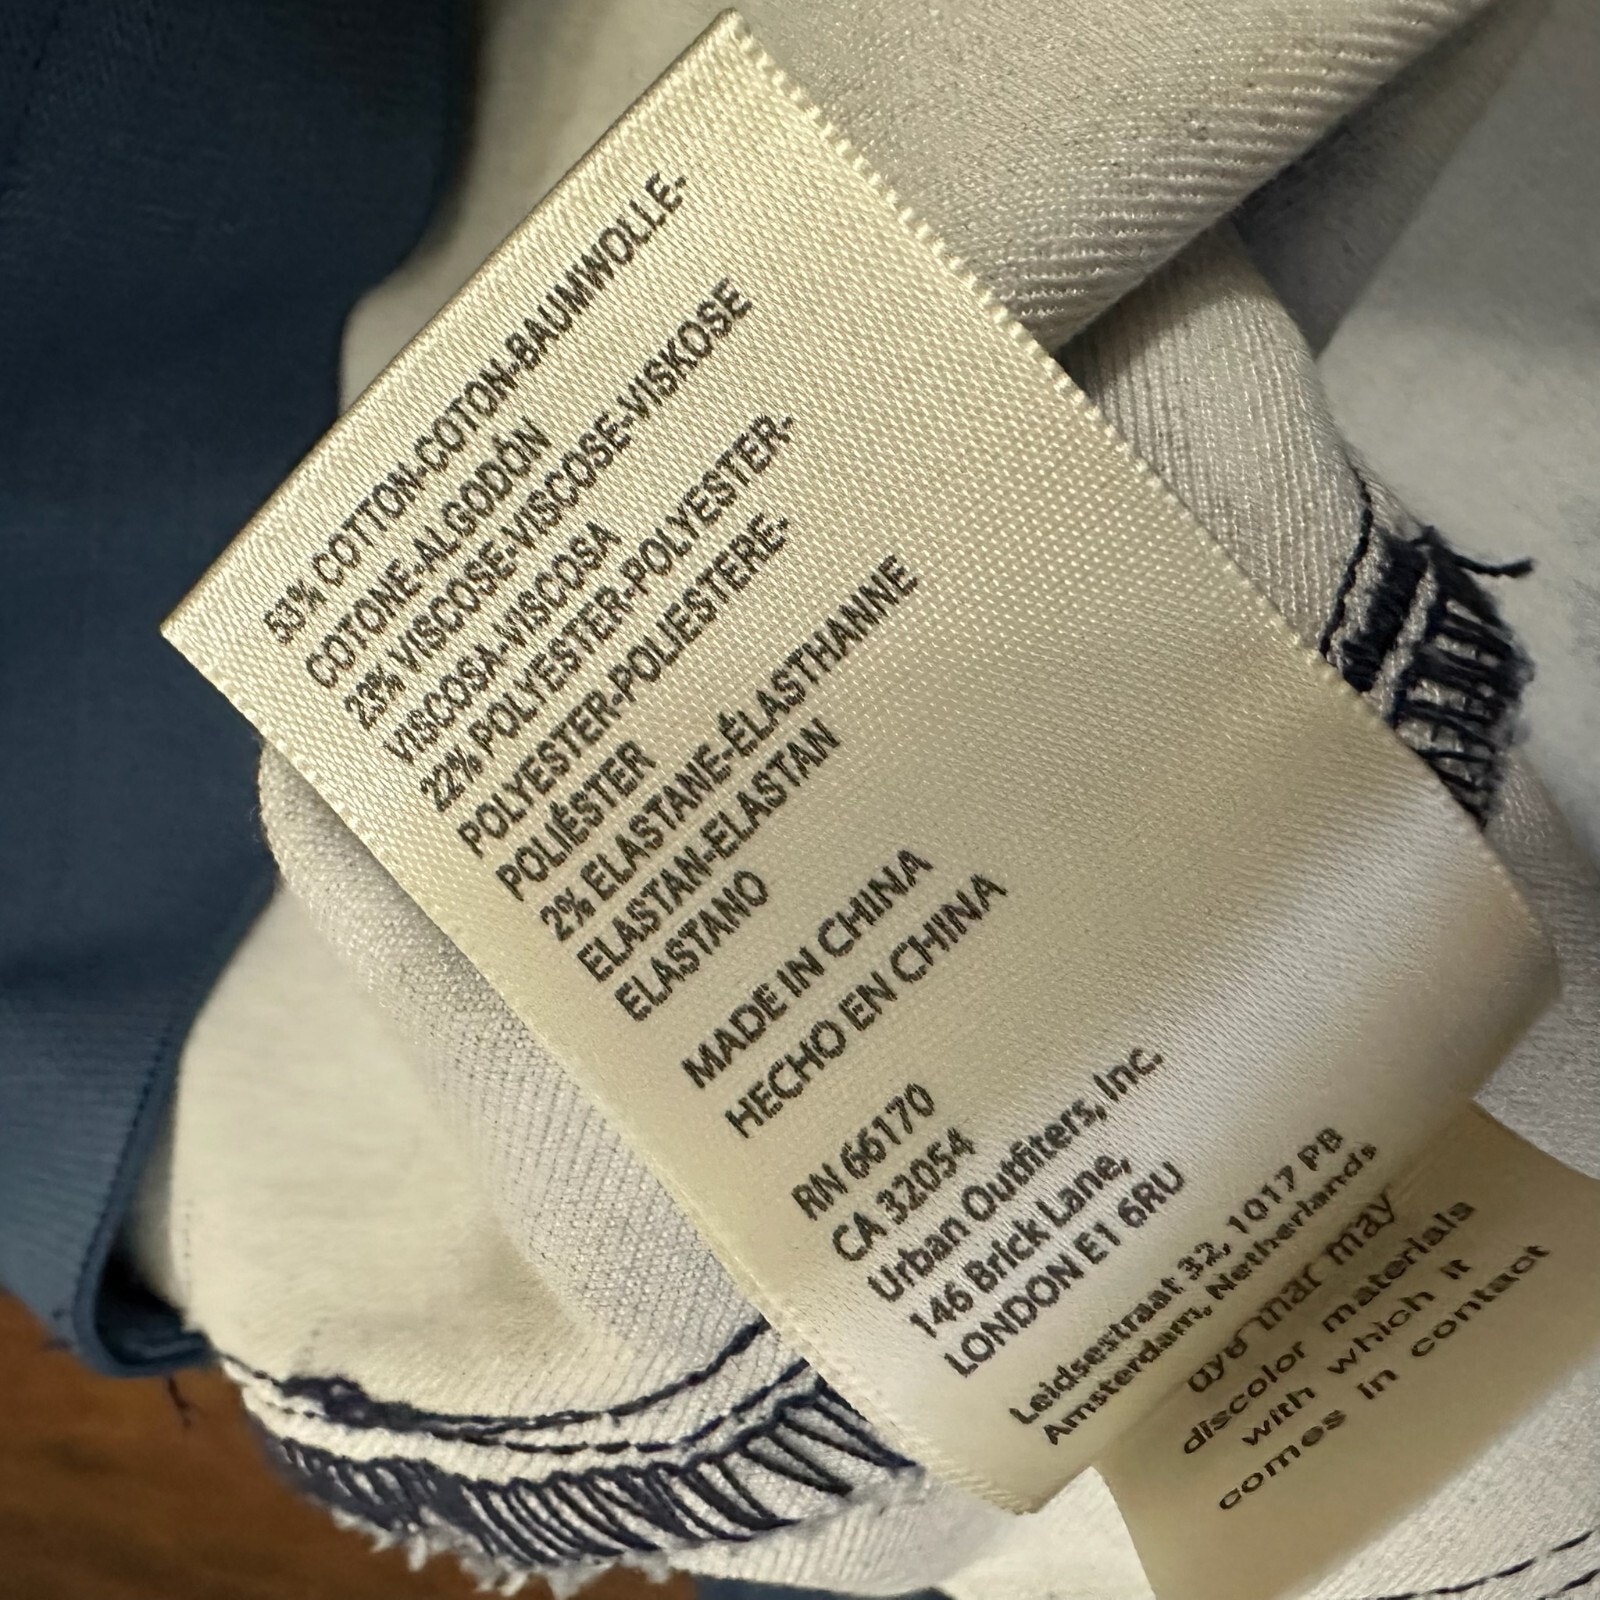 53% COTTON-COTON-BAUMWOLLE-
COTONE-ALGODÓN
23% VISCOSE-VISCOSE-VISKOSE
VISCOSA-VISCOSA
22% POLYESTER-POLYESTER-
POLYESTER-POLIESTERE-
POLIÉSTER
2% ELASTANE-ÉLASTHANNE
ELASTAN-ELASTAN
ELASTANO
MADE IN CHINA
HECHO EN CHINA
RN 66170
CA 32054
Urban Outfitters, Inc.
146 Brick Lane,
LONDON E1 6RU
Leidsestraat 32, 1017 PB
Amsterdam, Netherlands
dye that may
discolor materials
with which it
comes in contact